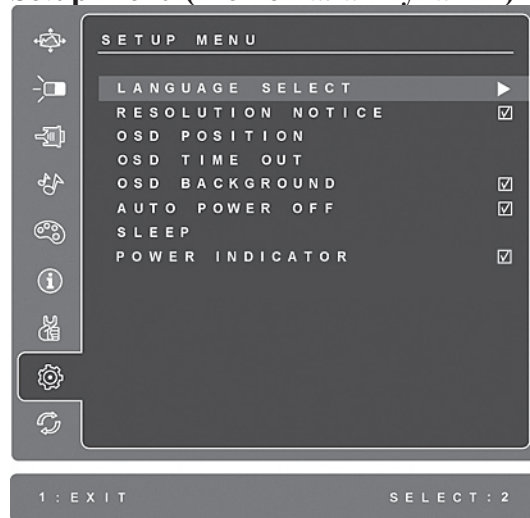 SETUP MENU
LANGUAGE SELECT
RESOLUTION NOTICE
OSD POSITION
OSD TIME OUT
OSD BACKGROUND
AUTO POWER OFF
SLEEP
POWER INDICATOR
1:EXIT SELECT:2